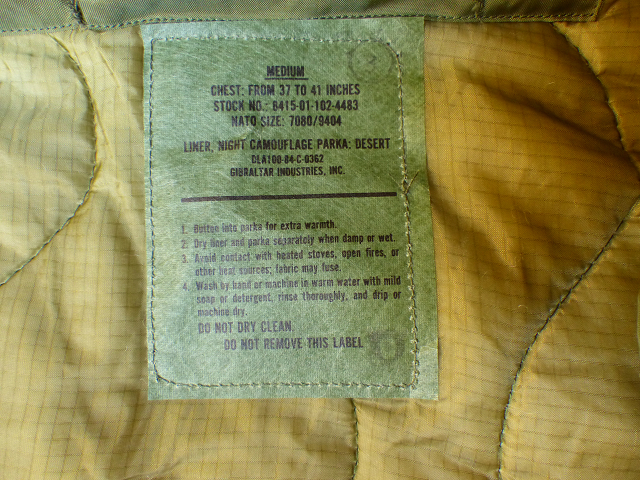 MEDIUM
CHEST: FROM 37 TO 41 INCHES
STOCK NO.: 8415-01-102-4483
NATO SIZE: 7080/9404
LINER, NIGHT CAMOUFLAGE PARKA: DESERT
DLA100-84-C-0362
GIBRALTAR INDUSTRIES, INC.
1. Button into parka for extra warmth.
2. Dry liner and parka separately when damp or wet.
3. Avoid contact with heated stoves, open fires, or
other heat sources; fabric may fuse.
4. Wash by hand or machine in warm water with mild
soap or detergent, rinse thoroughly, and drip or
machine dry.
DO NOT DRY CLEAN.
DO NOT REMOVE THIS LABEL